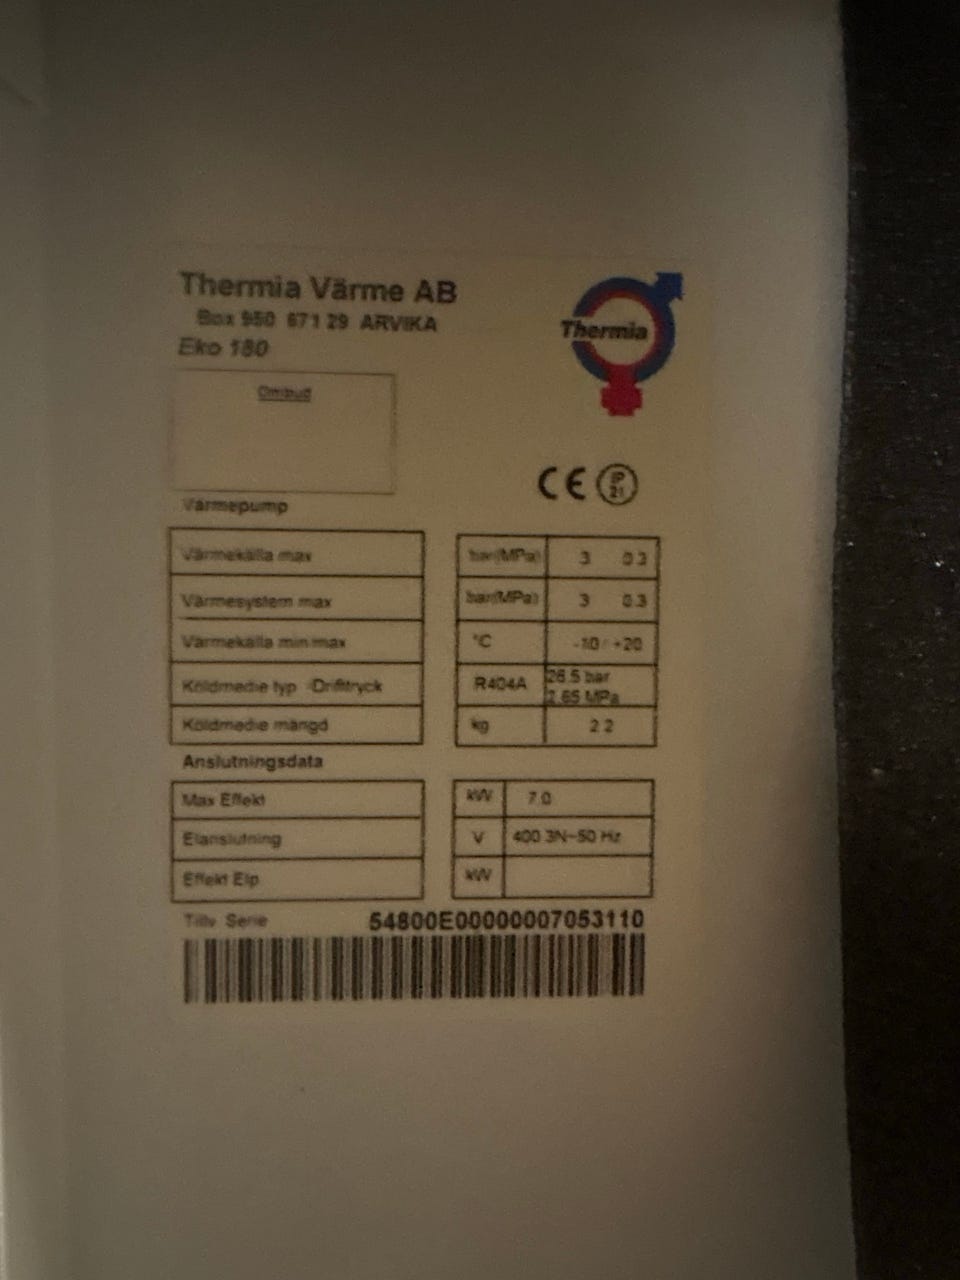 Thermia Värme AB
Box 950 671 29 ARVIKA
Eko 180
Thermia
Ombud
CE IP 21
Värmepump
Värmekälla max bar(MPa) 3 0.3
Värmesystem max bar(MPa) 3 0.3
Värmekälla min/max °C -10 / +20
Köldmedie typ /Drifttryck R404A 26.5 bar
2.65 MPa
Köldmedie mängd kg 2.2
Anslutningsdata
Max Effekt kW 7.0
Elanslutning V 400 3N~50 Hz
Effekt Elp kW
Tillv Serie 54800E00000007053110